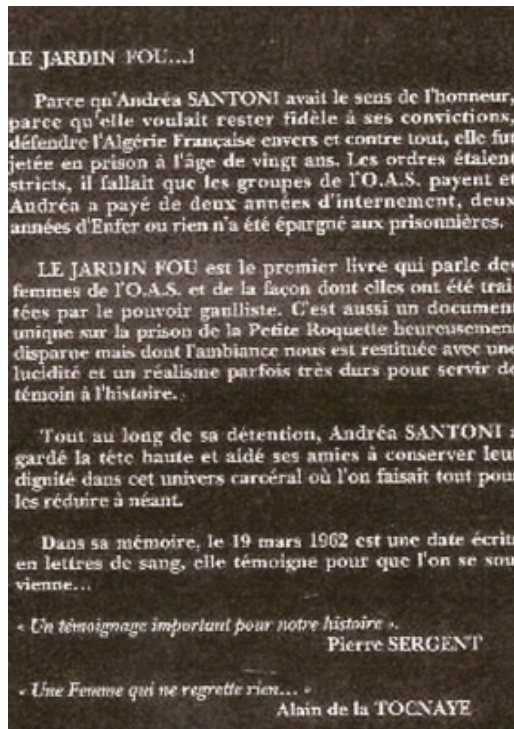 LE JARDIN FOU...!
Parce qu'Andréa SANTONI avait le sens de l'honneur,
parce qu'elle voulait rester fidèle à ses convictions,
défendre l'Algérie Française envers et contre tout, elle fut
jetée en prison à l'âge de vingt ans. Les ordres étaient
stricts, il fallait que les groupes de l'O.A.S. payent et
Andréa a payé de deux années d'internement, deux
années d'Enfer ou rien n'a été épargné aux prisonnières.
LE JARDIN FOU est le premier livre qui parle des
femmes de l'O.A.S. et de la façon dont elles ont été trai-
tées par le pouvoir gaulliste. C'est aussi un document
unique sur la prison de la Petite Roquette heureusement
disparue mais dont l'ambiance nous est restituée avec une
lucidité et un réalisme parfois très durs pour servir de
témoin à l'histoire.
Tout au long de sa détention, Andréa SANTONI a
gardé la tête haute et aidé ses amies à conserver leur
dignité dans cet univers carcéral où l'on faisait tout pour
les réduire à néant.
Dans sa mémoire, le 19 mars 1962 est une date écrite
en lettres de sang, elle témoigne pour que l'on se sou-
vienne...
« Un témoignage important pour notre histoire ».
Pierre SERGENT
« Une Femme qui ne regrette rien... »
Alain de la TOCNAYE